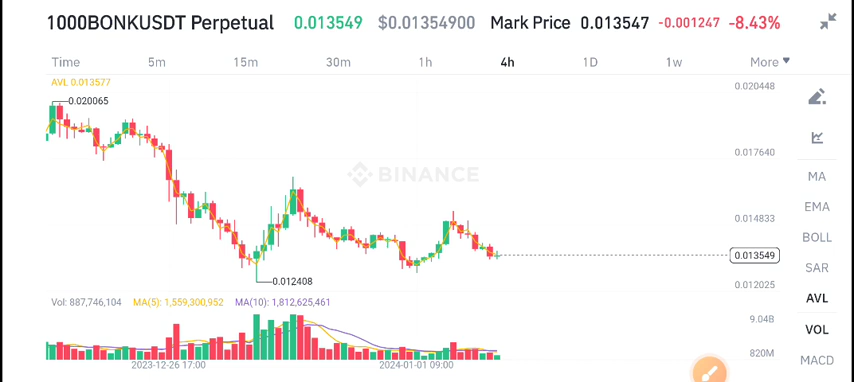 1000BONKUSDT Perpetual 0.013549 $0.01354900 Mark Price 0.013547 -0.001247 -8.43%
Time 5m 15m 30m 1h 4h 1D 1w More
AVL 0.013577
0.020448
0.020065
0.017640
BINANCE
MA
EMA
0.014833
BOLL
0.013549
SAR
0.012408
0.012025
AVL
Vol: 887,746,104 MA(5): 1,559,300,952 MA(10): 1,812,625,461
9.04B
VOL
820M
MACD
2023-12-26 17:00 2024-01-01 09:00